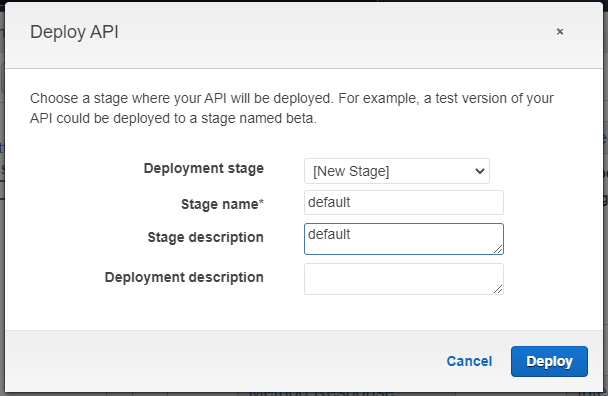 Deploy API
×
Choose a stage where your API will be deployed. For example, a test version of your
API could be deployed to a stage named beta.
Deployment stage [New Stage]
Stage name* default
Stage description default
Deployment description
Cancel Deploy
Method Response